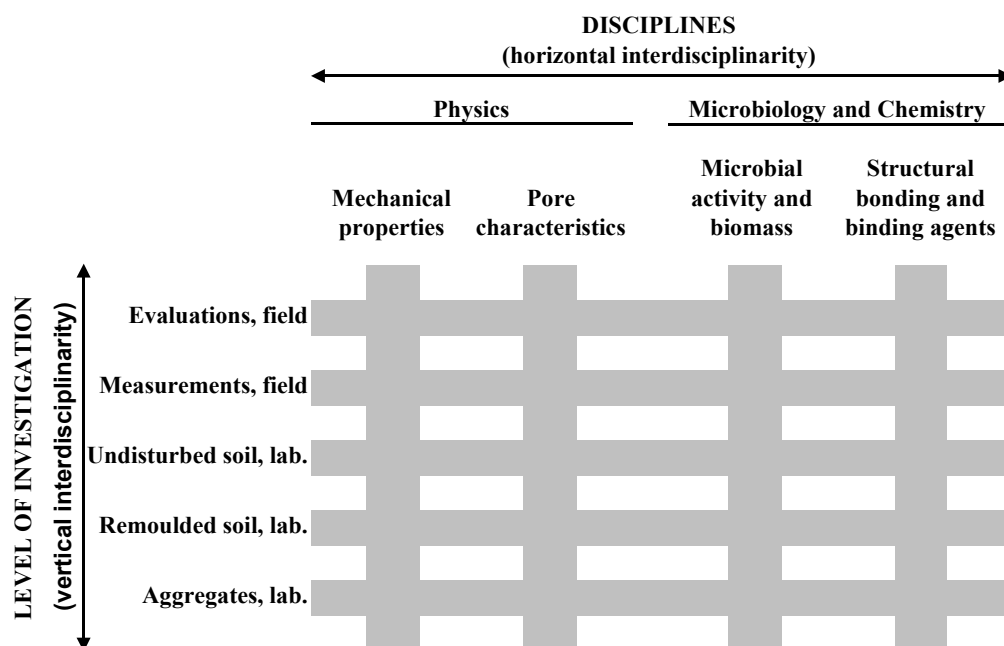 DISCIPLINES
(horizontal interdisciplinarity)
Physics
Microbiology and Chemistry
Mechanical
properties
Pore
characteristics
Microbial
activity and
biomass
Structural
bonding and
binding agents
LEVEL OF INVESTIGATION
(vertical interdisciplinarity)
Evaluations, field
Measurements, field
Undisturbed soil, lab.
Remoulded soil, lab.
Aggregates, lab.